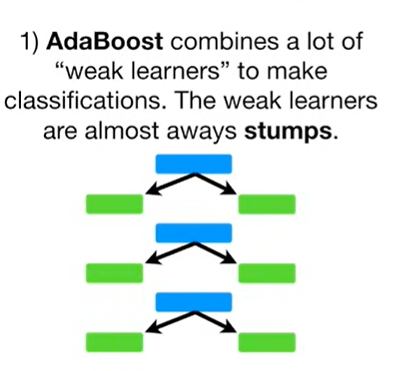 1) AdaBoost combines a lot of
“weak learners” to make
classifications. The weak learners
are almost aways stumps.